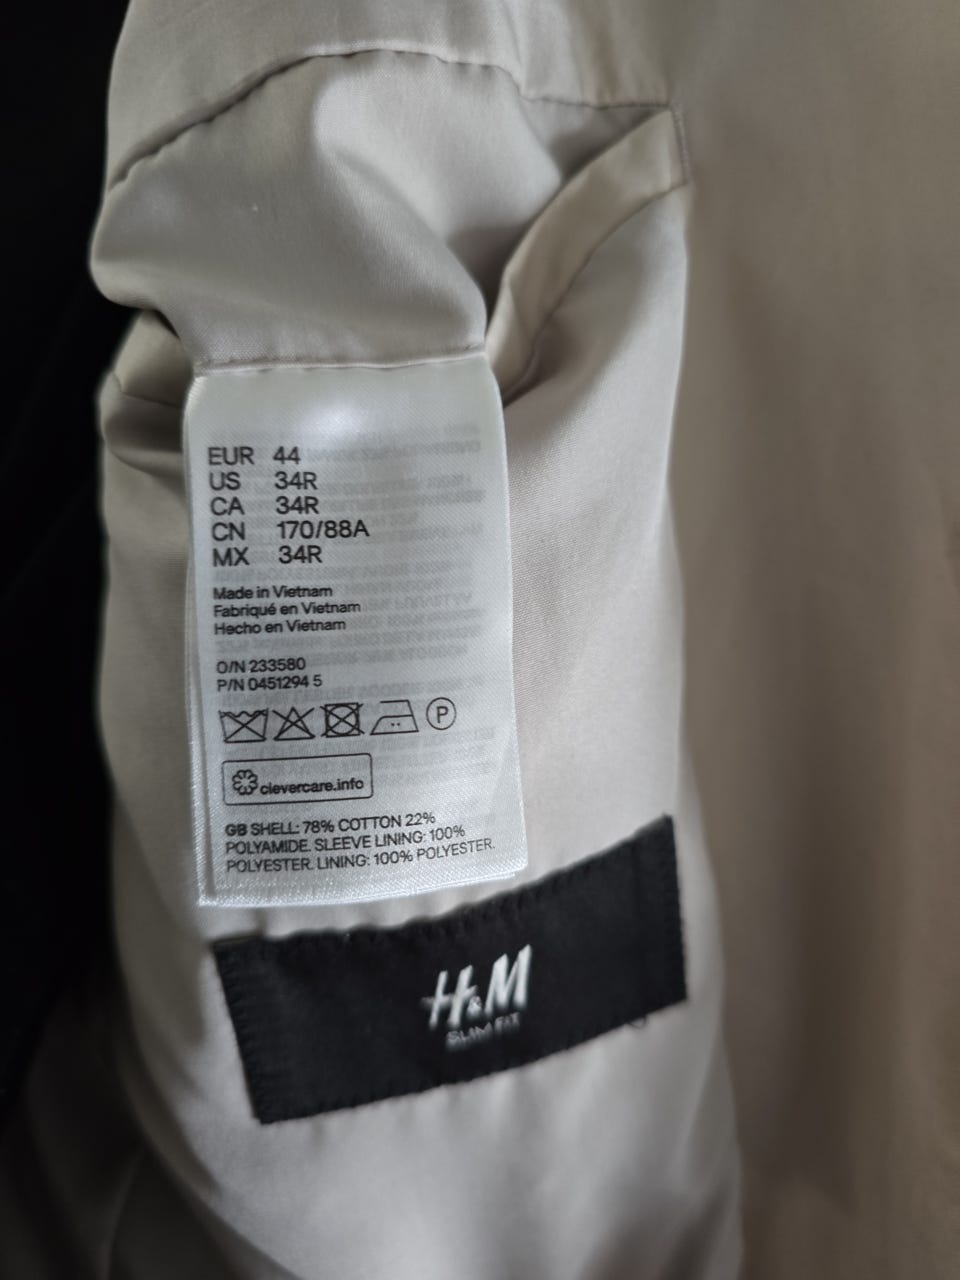 EUR 44
US 34R
CA 34R
CN 170/88A
MX 34R
Made in Vietnam
Fabriqué en Vietnam
Hecho en Vietnam
O/N 233580
P/N 0451294 5
P
clevercare.info
GB SHELL: 78% COTTON 22%
POLYAMIDE. SLEEVE LINING: 100%
POLYESTER. LINING: 100% POLYESTER.
H&M
SLIM FIT